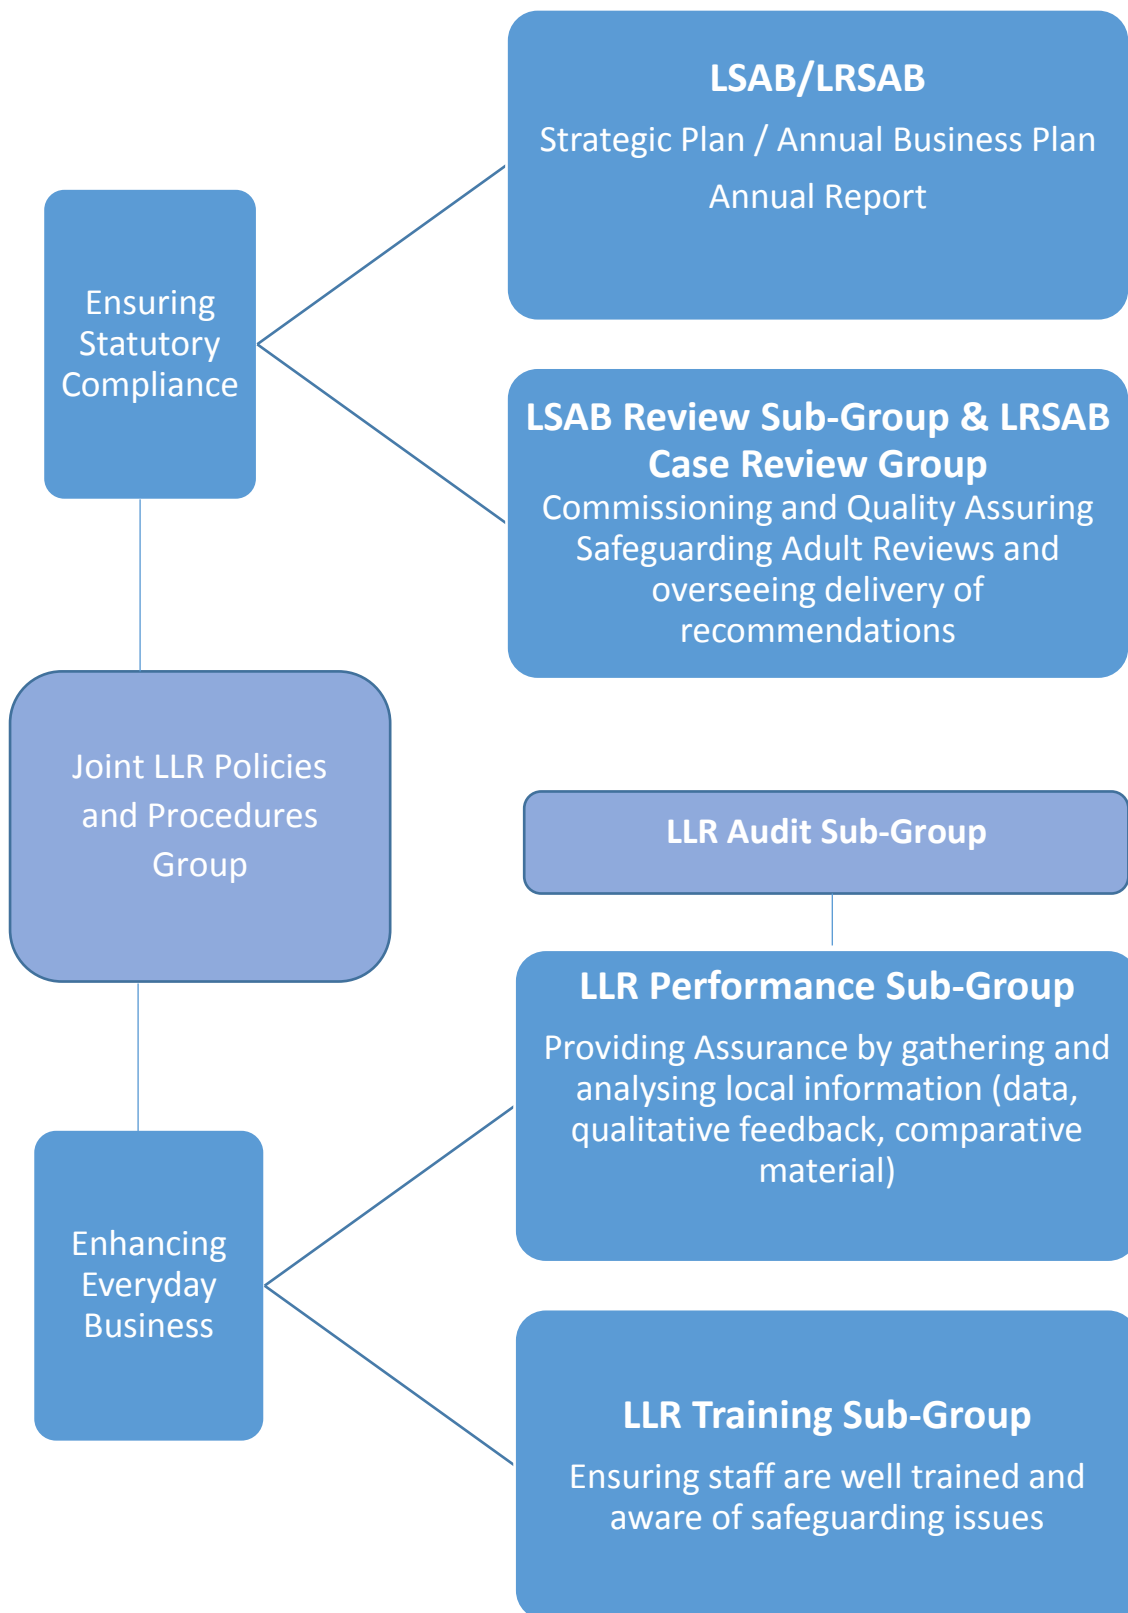 LSAB/LRSAB
Strategic Plan / Annual Business Plan
Annual Report
Ensuring
Statutory
Compliance
LSAB Review Sub-Group & LRSAB
Case Review Group
Commissioning and Quality Assuring
Safeguarding Adult Reviews and
overseeing delivery of
recommendations
Joint LLR Policies
and Procedures
Group
LLR Audit Sub-Group
LLR Performance Sub-Group
Providing Assurance by gathering and
analysing local information (data,
qualitative feedback, comparative
material)
Enhancing
Everyday
Business
LLR Training Sub-Group
Ensuring staff are well trained and
aware of safeguarding issues